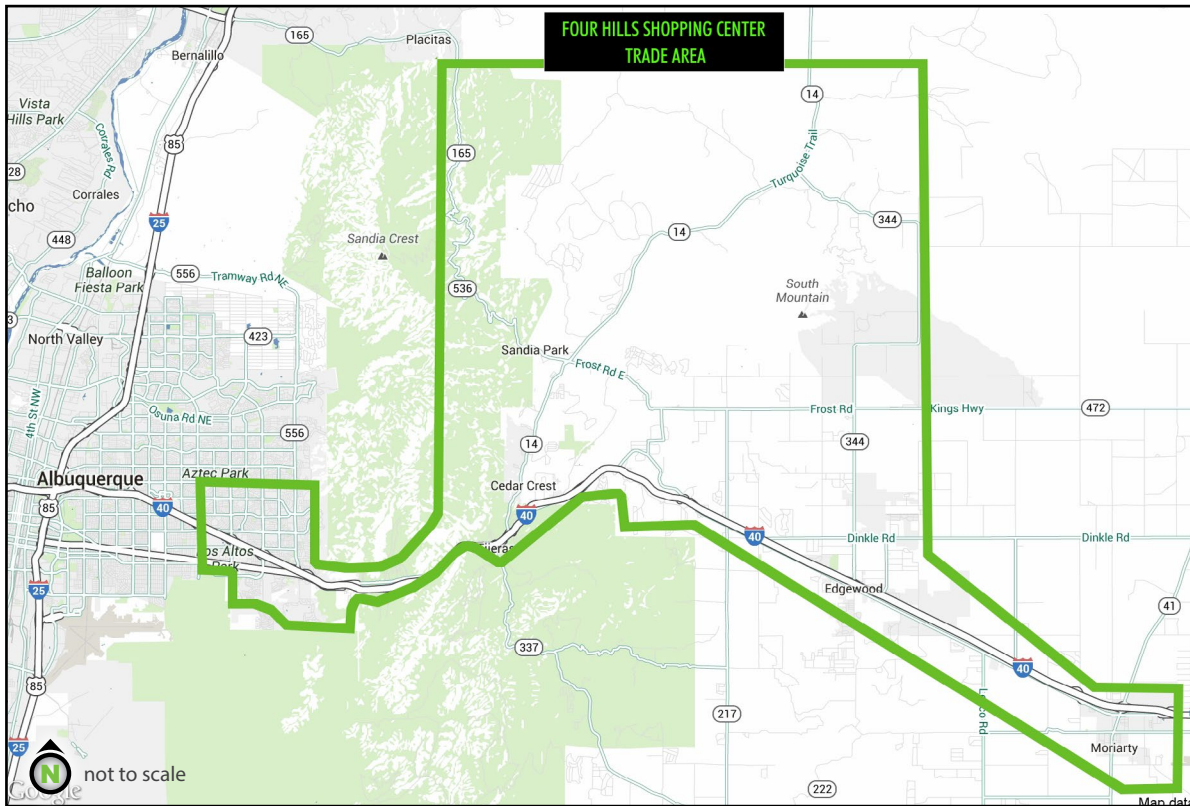 FOUR HILLS SHOPPING CENTER
TRADE AREA
165
Placitas
Bernalillo
14
Vista
Hills Park
Corrales Rd
85
165
Turquoise Trail
28
Corrales
cho
25
344
448
14
Sandia Crest
Balloon
Fiesta Park
556
Tramway Rd NE
536
South
Mountain
3
North Valley
423
Sandia Park
Frost Rd E
4th St NW
Osuna Rd NE
556
Frost Rd
Kings Hwy
472
14
344
Albuquerque
Aztec Park
Cedar Crest
85
40
40
Los Altos
Park
Tijeras
40
Dinkle Rd
Dinkle Rd
25
Edgewood
41
337
40
85
217
Moriarty
25
N
not to scale
Google
222
Map data